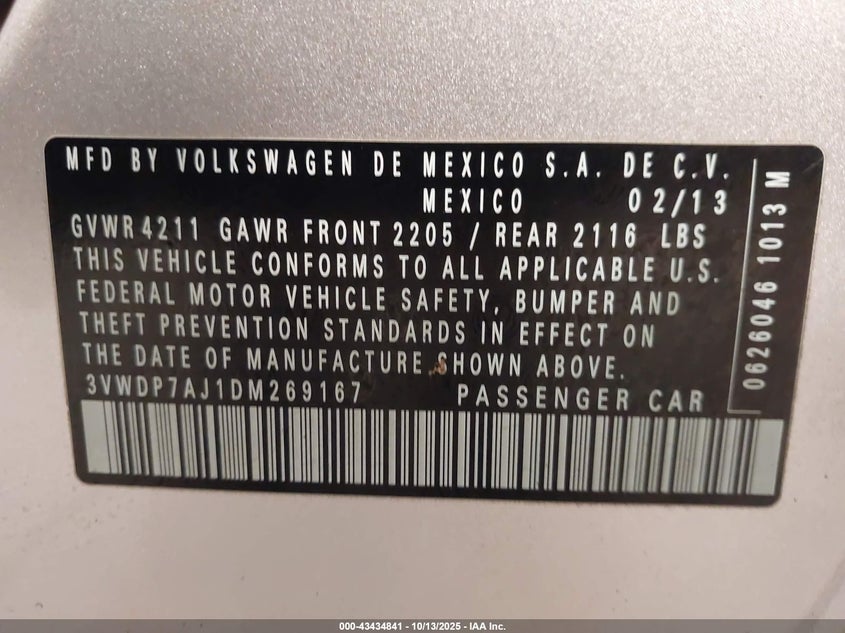 MFD BY VOLKSWAGEN DE MEXICO S.A. DE C.V.
MEXICO 02/13
GVWR 4211 GAWR FRONT 2205 / REAR 2116 LBS
THIS VEHICLE CONFORMS TO ALL APPLICABLE U.S.
FEDERAL MOTOR VEHICLE SAFETY, BUMPER AND
THEFT PREVENTION STANDARDS IN EFFECT ON
THE DATE OF MANUFACTURE SHOWN ABOVE.
3VWDP7AJ1DM269167 PASSENGER CAR
0626046 1013 M
000-43434841 - 10/13/2025 - IAA Inc.